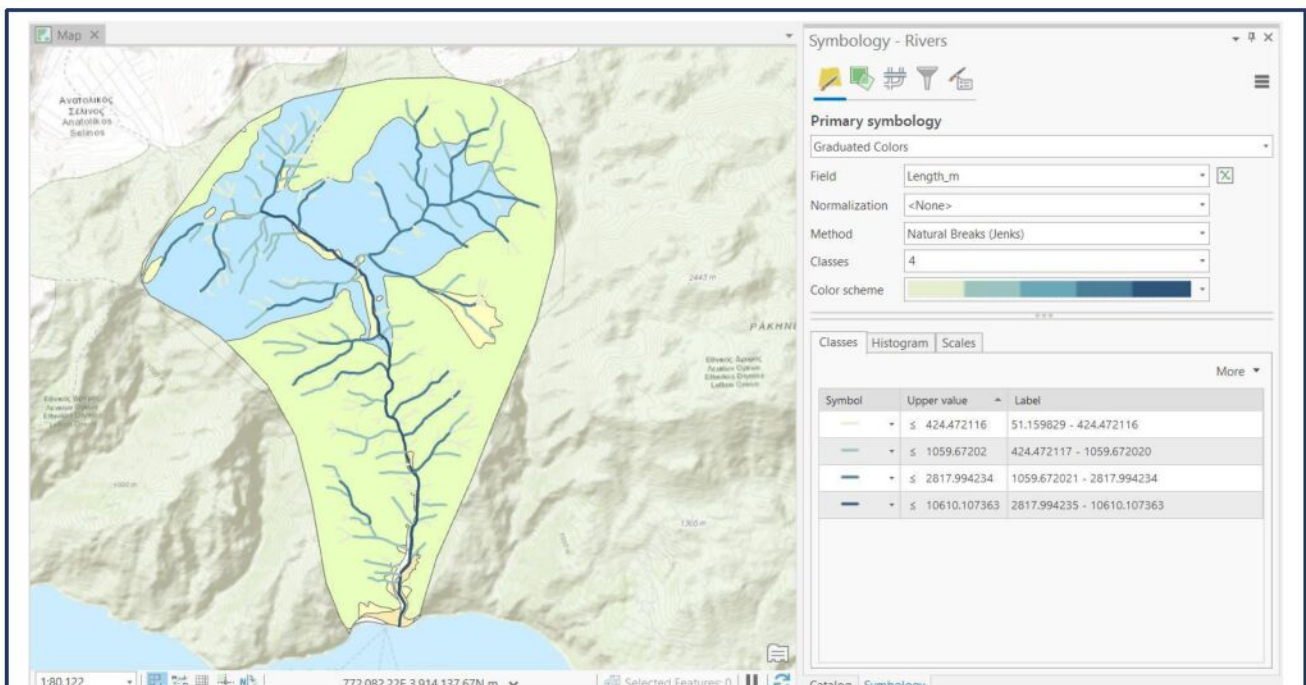 Map
Ανατολικός
Σέλινος
Anatolikos
Selinos
2443 m
ΡΑΚΗΝ
1360 m
1:80,122
772,082.22E 3,914,137.67N m
Selected Features: 0
Symbology - Rivers
Primary symbology
Graduated Colors
Field
Length_m
Normalization
<None>
Method
Natural Breaks (Jenks)
Classes
4
Color scheme
Classes Histogram Scales
More
Symbol Upper value Label
≤ 424.472116 51.159829 - 424.472116
≤ 1059.67202 424.472117 - 1059.672020
≤ 2817.994234 1059.672021 - 2817.994234
≤ 10610.107363 2817.994235 - 10610.107363
Catalog Symbology